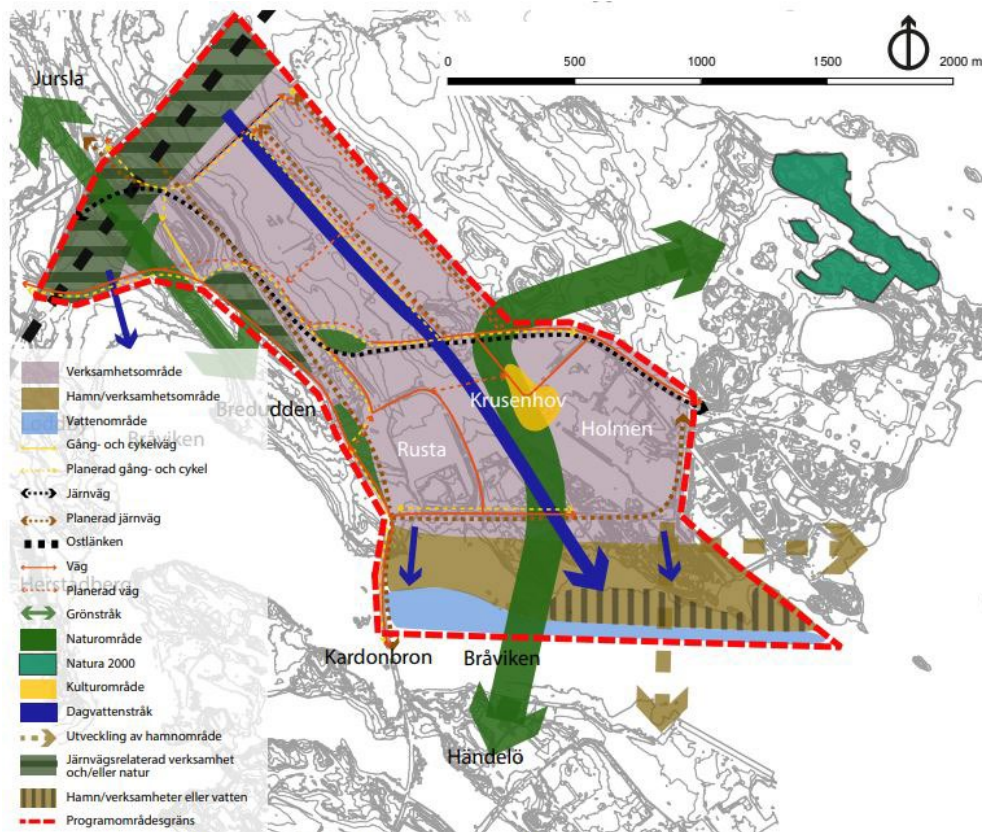 Jursla
0 500 1000 1500 2000 m
Krusenhov
Holmen
Rusta
Bredudden
Bråviken
Herstadberg
Kardonbron
Bråviken
Händelö
Verksamhetsområde
Hamn/verksamhetsområde
Vattenområde
Gång- och cykelväg
Planerad gång- och cykel
Järnväg
Planerad järnväg
Ostlänken
Väg
Planerad väg
Grönstråk
Naturområde
Natura 2000
Kulturområde
Dagvattenstråk
Utveckling av hamnområde
Järnvägsrelaterad verksamhet
och/eller natur
Hamn/verksamheter eller vatten
Programområdesgräns